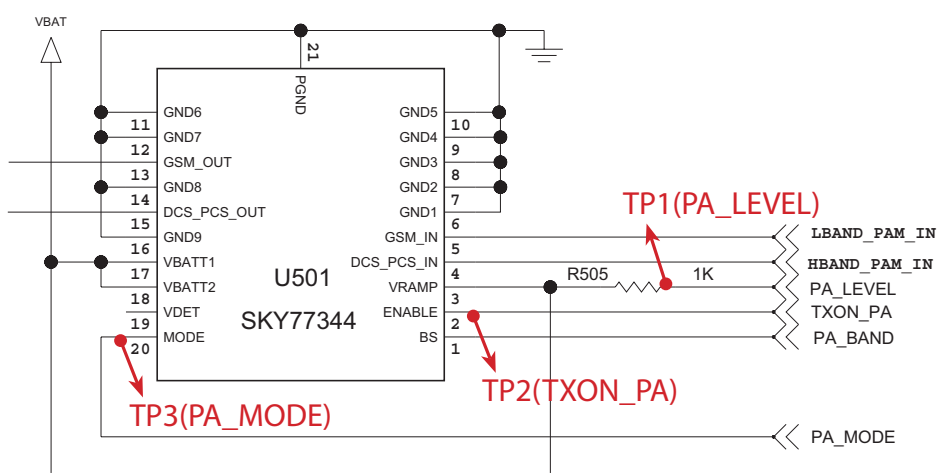 VBAT
21
PGND
GND6
GND5
11
10
GND7
GND4
12
9
GSM_OUT
GND3
13
8
GND8
GND2
14
7
TP1(PA_LEVEL)
DCS_PCS_OUT
GND1
15
6
GND9
GSM_IN
LBAND_PAM_IN
16
5
VBATT1
DCS_PCS_IN
HBAND_PAM_IN
17
4
U501
R505 1K
VBATT2
VRAMP
PA_LEVEL
18
3
VDET
ENABLE
TXON_PA
SKY77344
19
2
MODE
BS
PA_BAND
20
1
TP2(TXON_PA)
TP3(PA_MODE)
PA_MODE